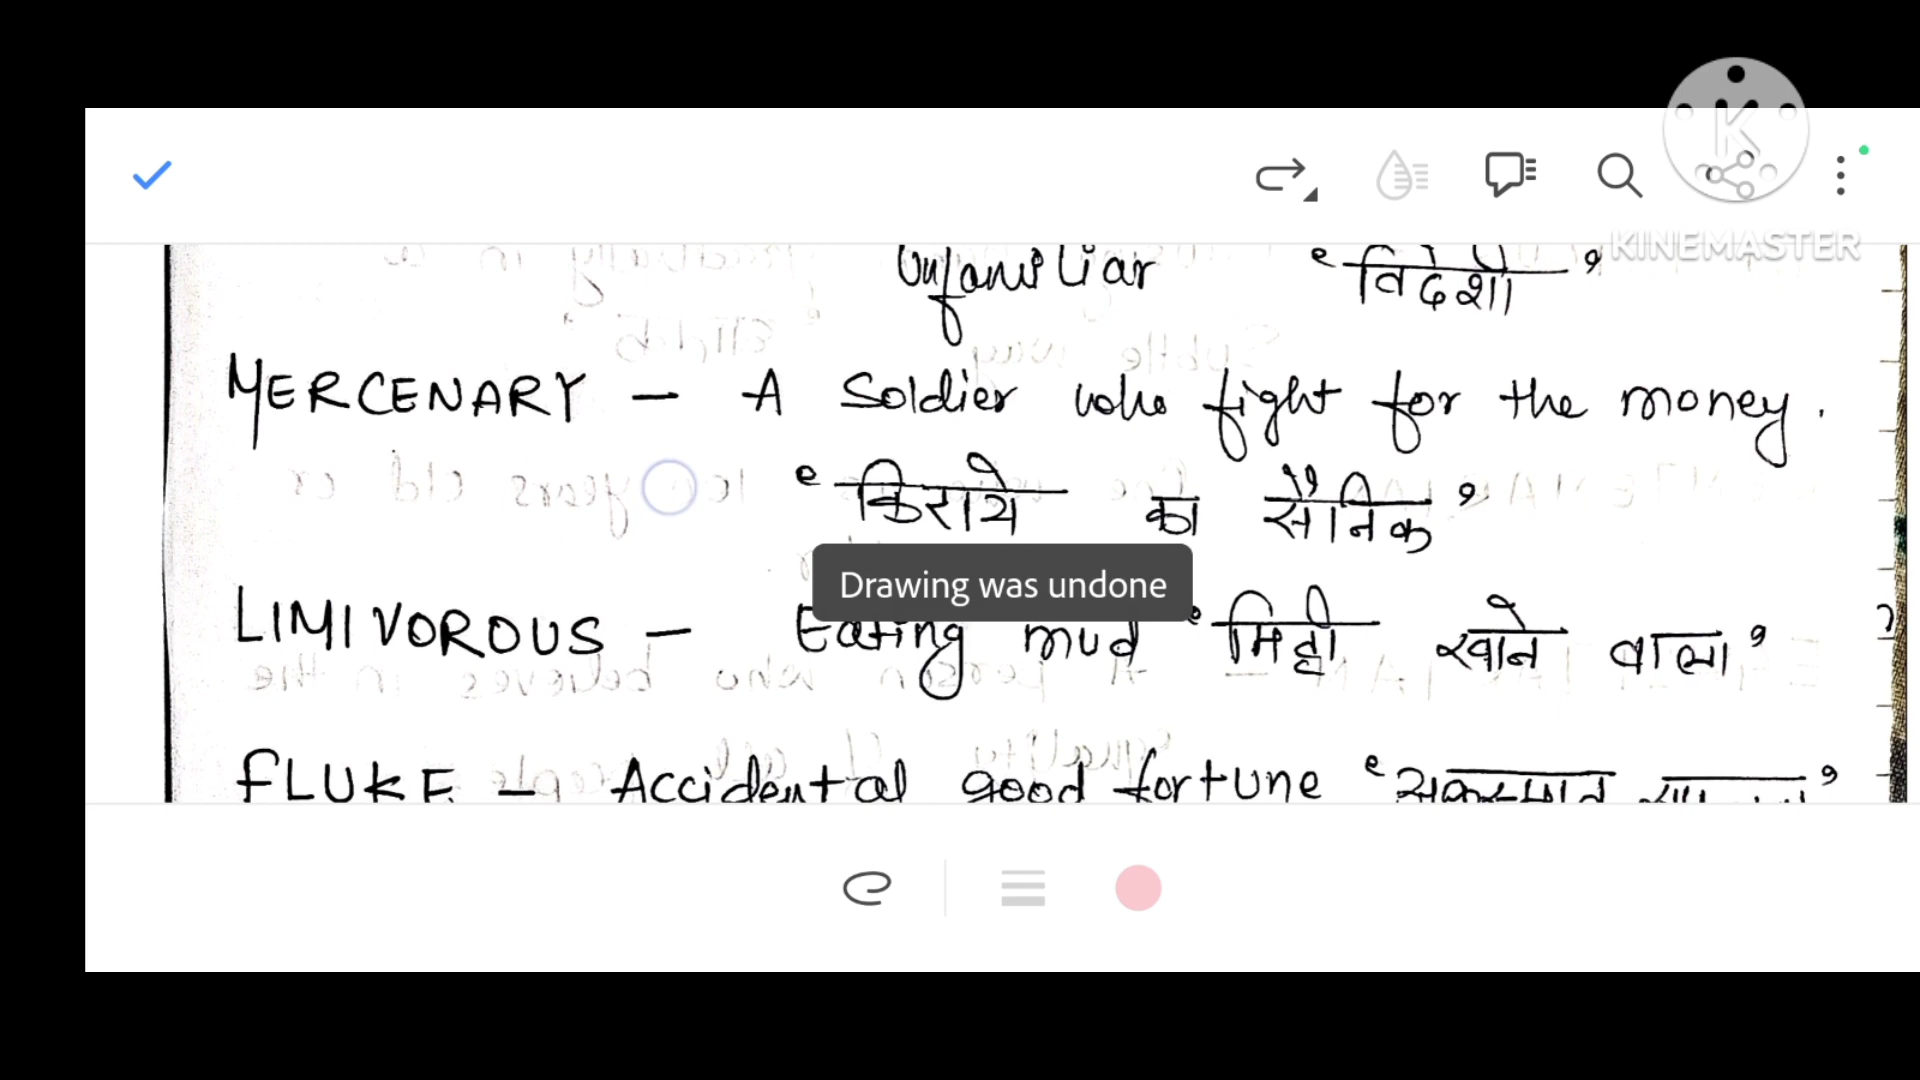 KINEMASTER
Unfamiliar ‘विदेशी’
MERCENARY – A Soldier who fight for the money.
‘किराये का सैनिक’
Drawing was undone
LIMIVOROUS – Eating mud ‘मिट्टी खाने वाला’
FLUKE – Accidental good fortune ‘अकस्मात